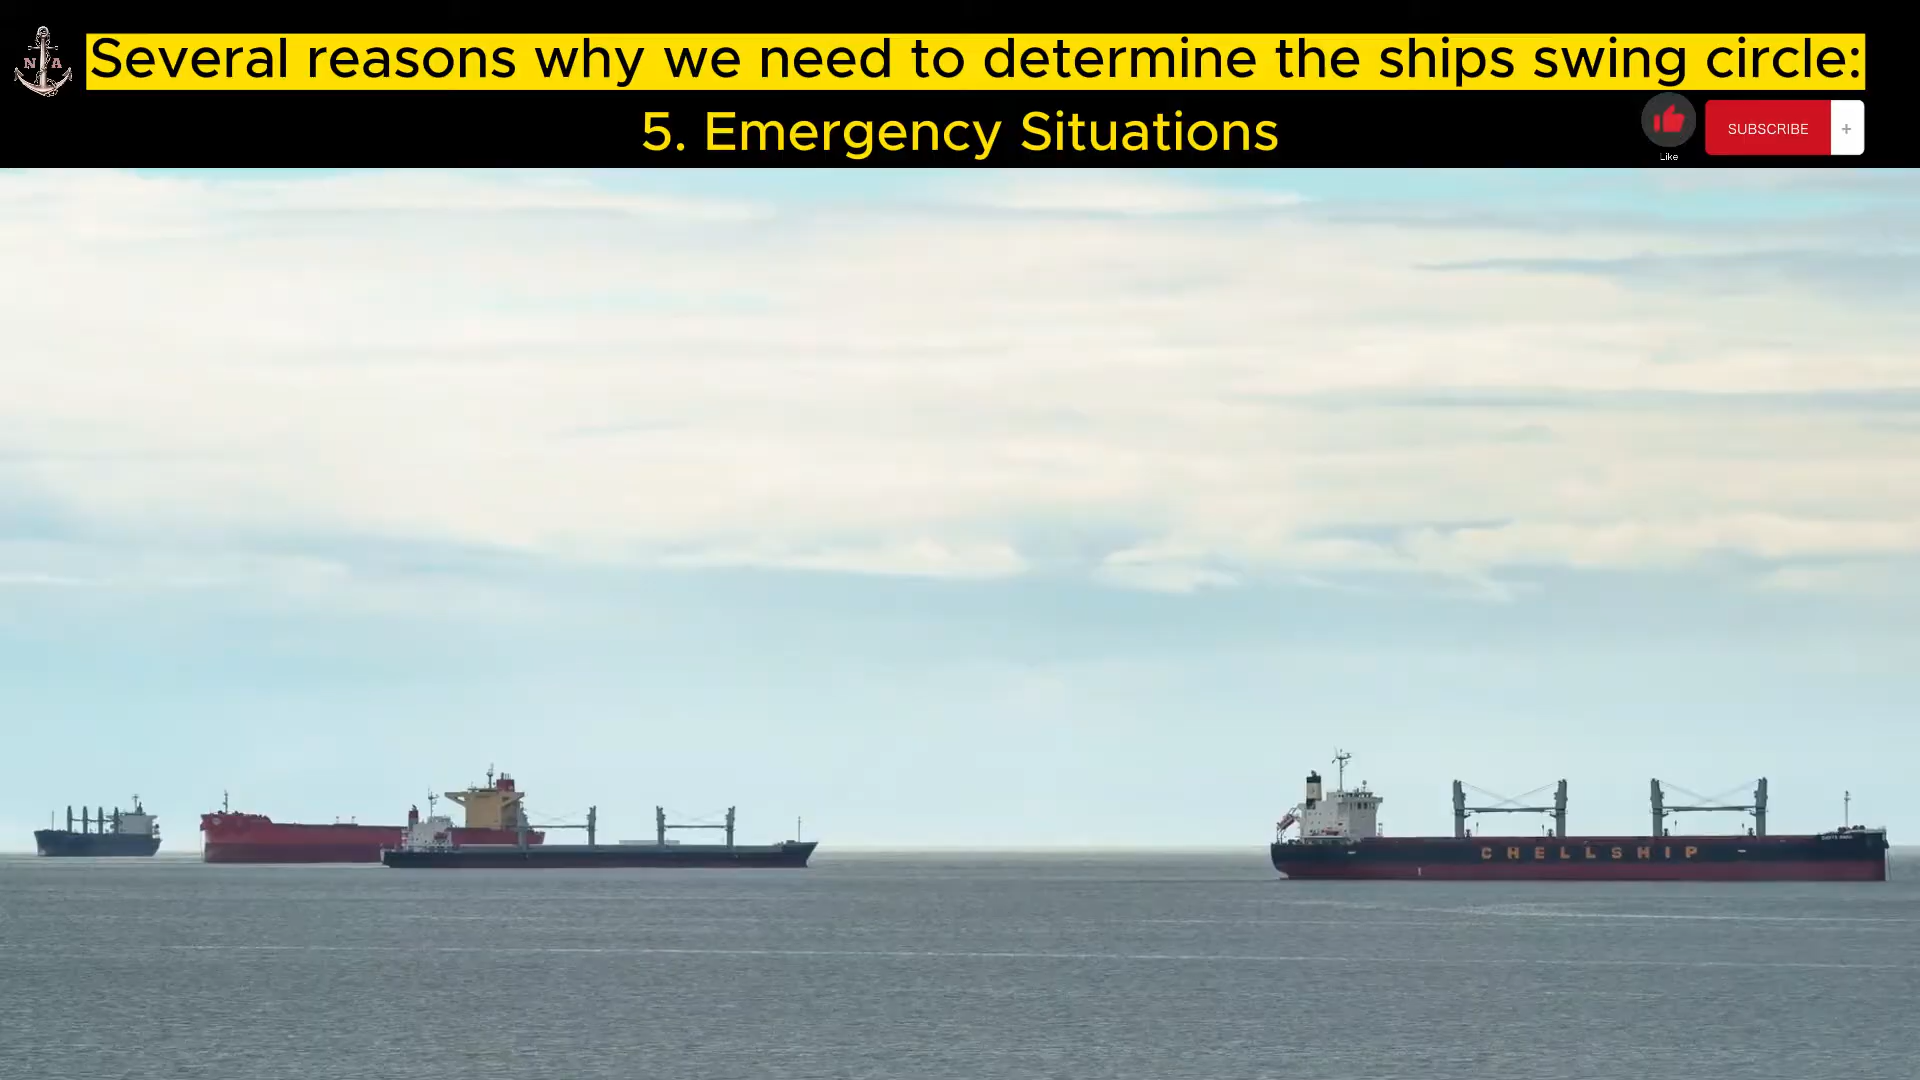 N A
Several reasons why we need to determine the ships swing circle:
5. Emergency Situations
Like
SUBSCRIBE +
CHELLSHIP